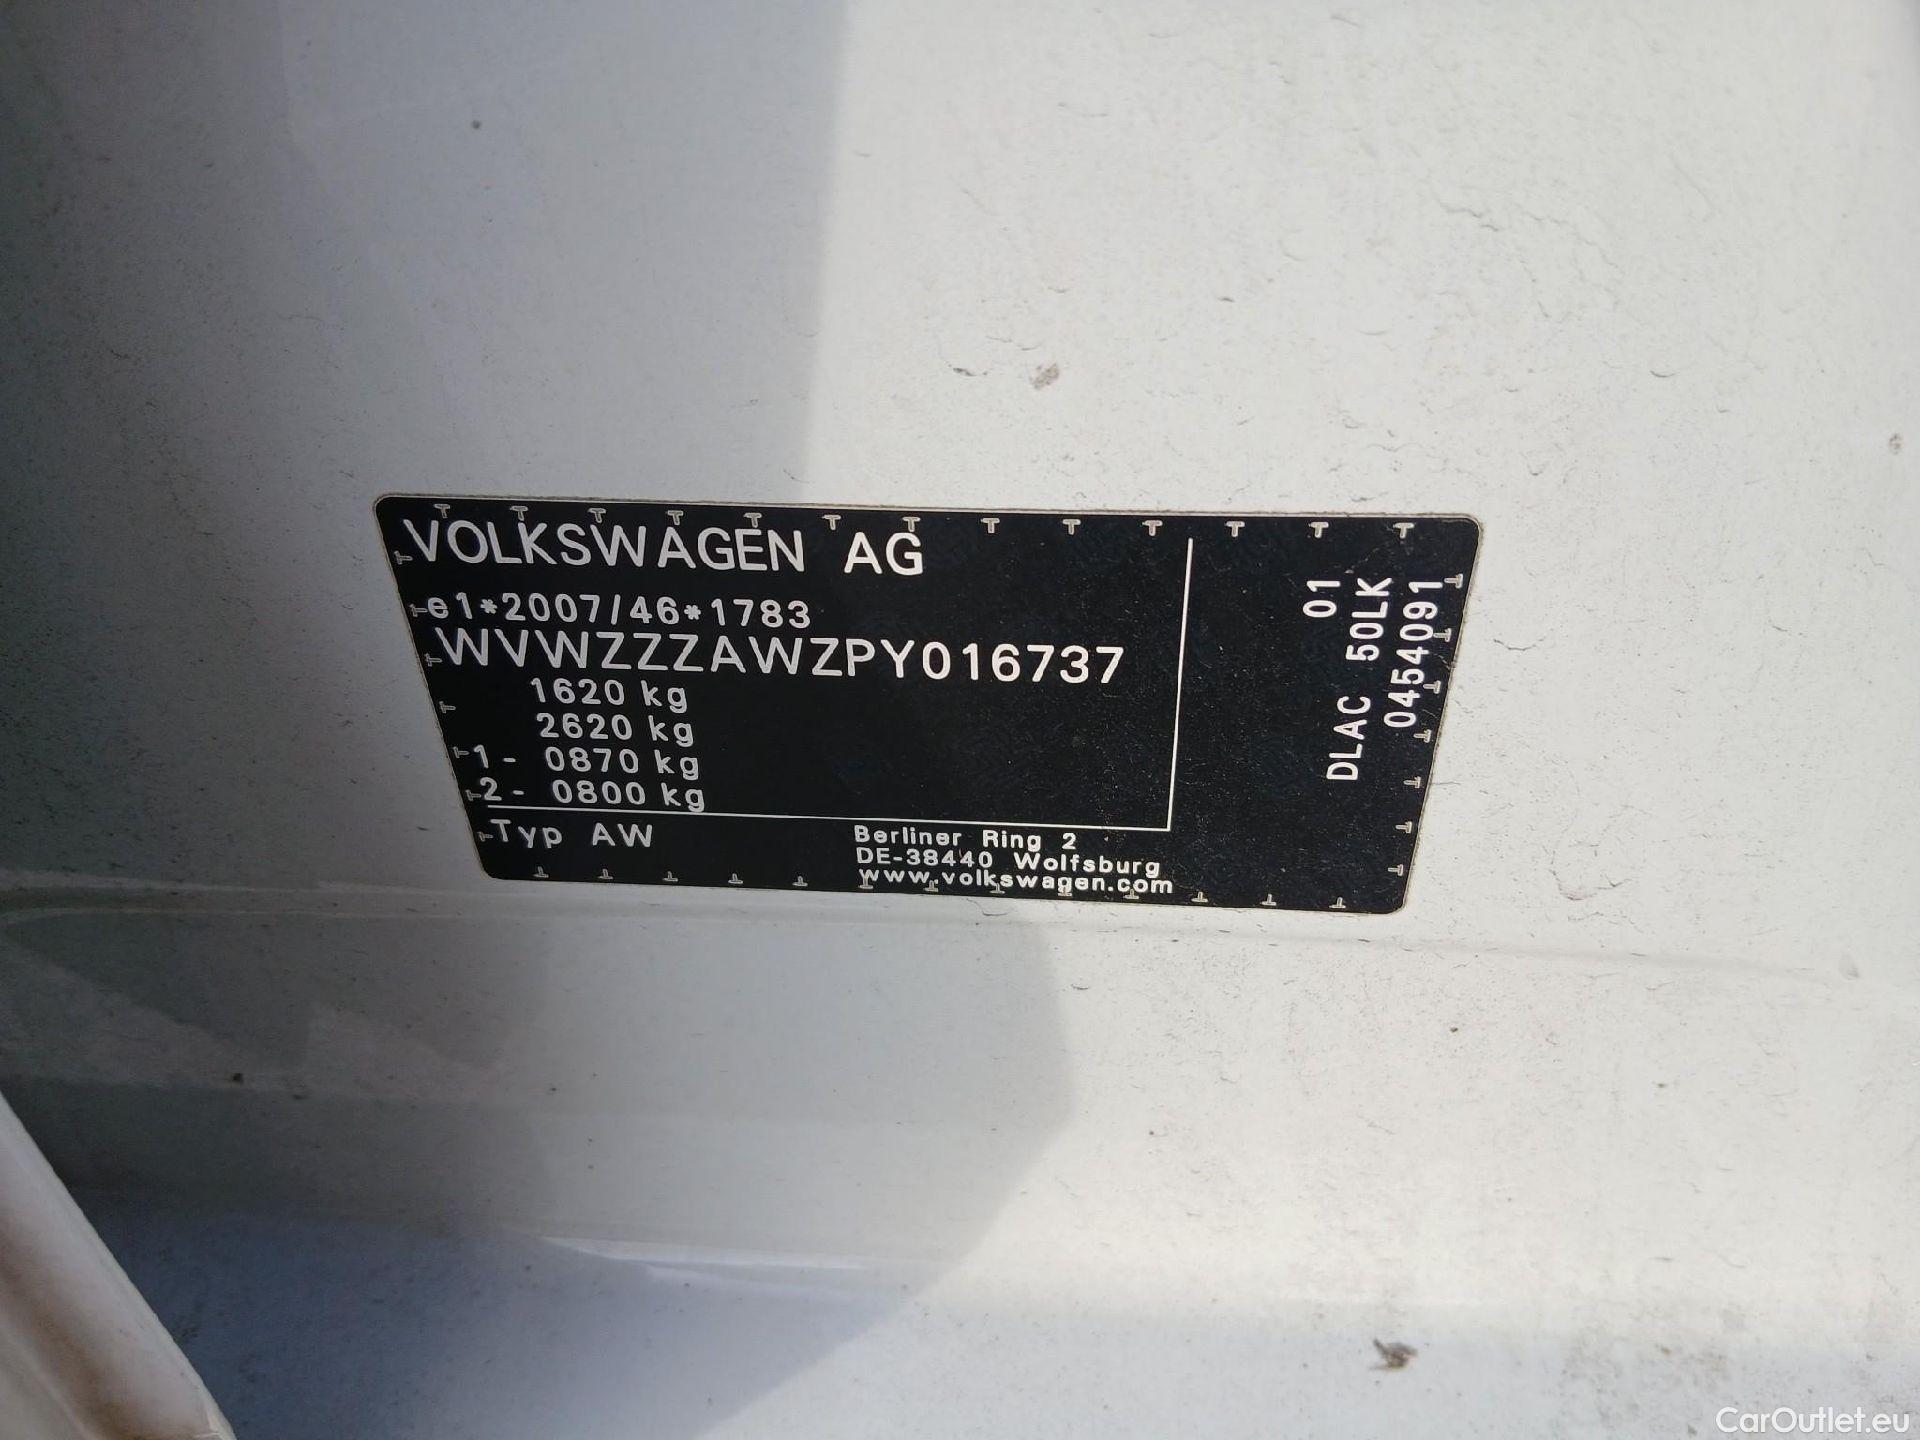 VOLKSWAGEN AG
e1*2007/46*1783
WVWZZZAWZPY016737
1620 kg
2620 kg
1- 0870 kg
2- 0800 kg
Typ AW
Berliner Ring 2
DE-38440 Wolfsburg
www.volkswagen.com
01
DLAC 50LK
0454091
CarOutlet.eu